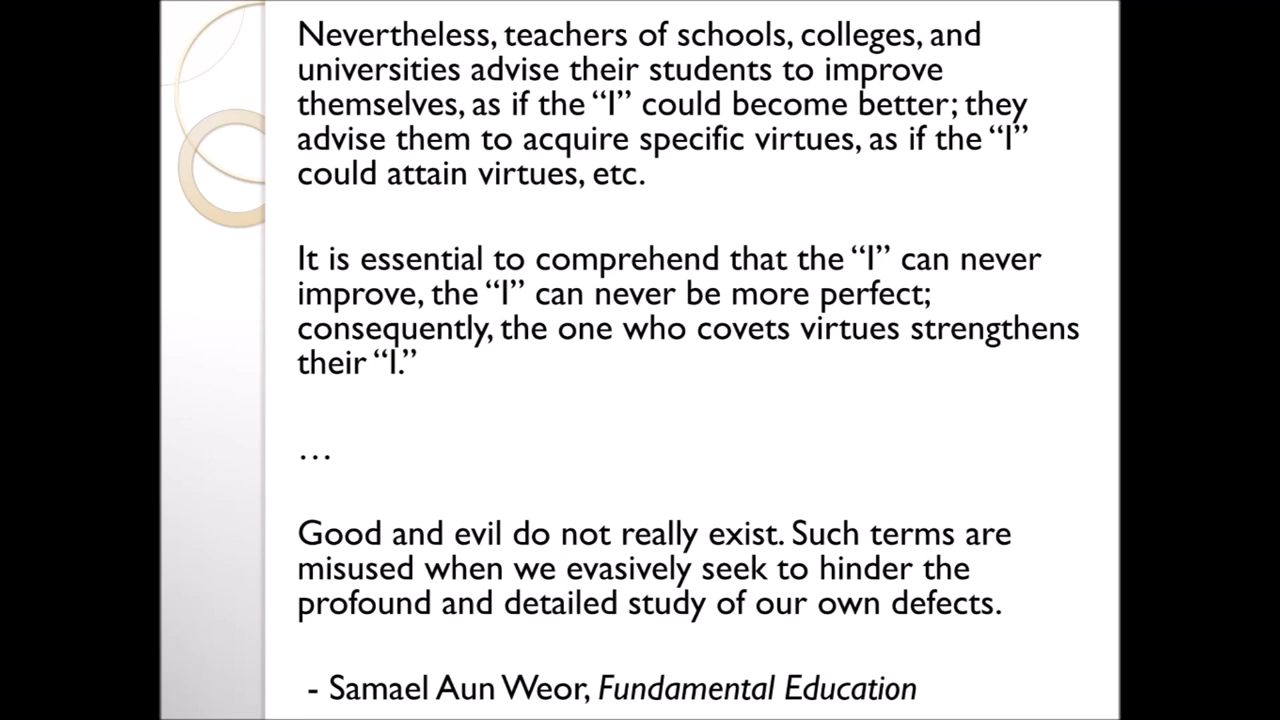 Nevertheless, teachers of schools, colleges, and
universities advise their students to improve
themselves, as if the “I” could become better; they
advise them to acquire specific virtues, as if the “I”
could attain virtues, etc.
It is essential to comprehend that the “I” can never
improve, the “I” can never be more perfect;
consequently, the one who covets virtues strengthens
their “I.”
…
Good and evil do not really exist. Such terms are
misused when we evasively seek to hinder the
profound and detailed study of our own defects.
- Samael Aun Weor, Fundamental Education